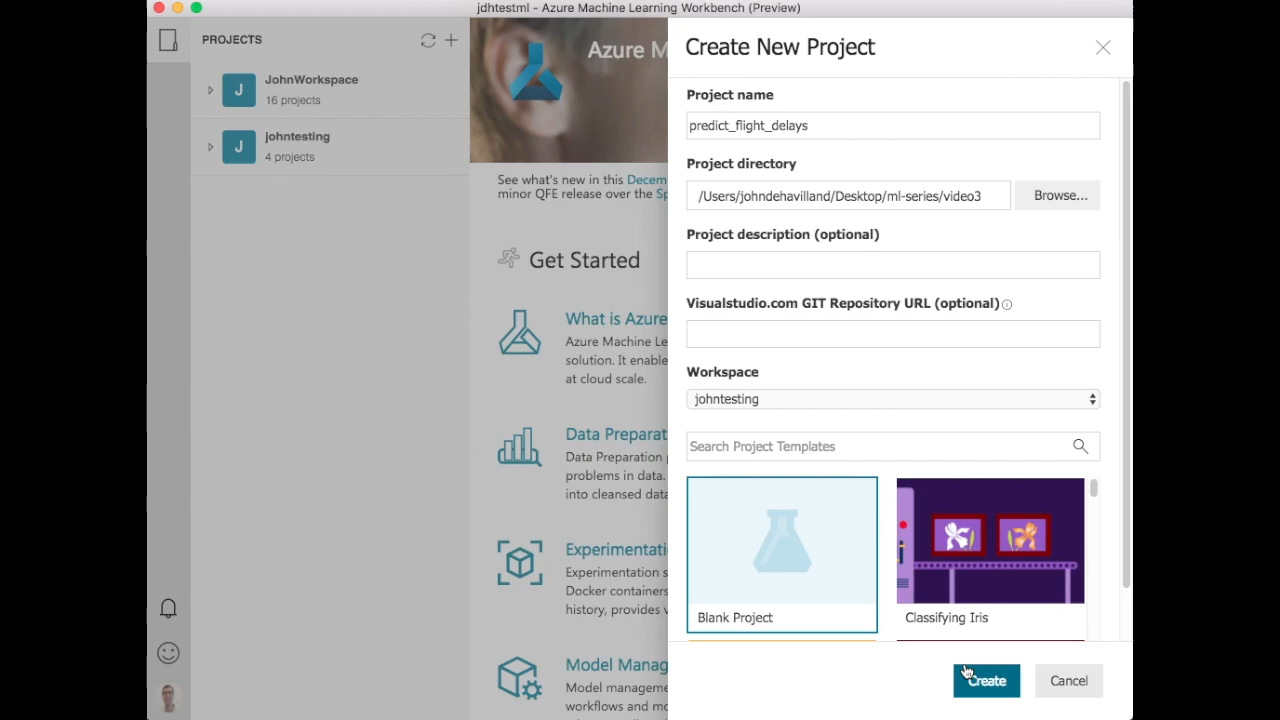 jdhtestml - Azure Machine Learning Workbench (Preview)
PROJECTS
J
JohnWorkspace
16 projects
J
johntesting
4 projects
Azure M
See what's new in this Decem
minor QFE release over the Sp
Get Started
What is Azure
Azure Machine Le
solution. It enable
at cloud scale.
Data Preparat
Data Preparation
problems in data.
into cleansed data
Experimentati
Experimentation s
Docker containers
history, provides v
Model Manag
Model manageme
workflows and mo
Create New Project
Project name
predict_flight_delays
Project directory
/Users/johndehavilland/Desktop/ml-series/video3
Browse...
Project description (optional)
Visualstudio.com GIT Repository URL (optional)
Workspace
johntesting
Search Project Templates
Blank Project
Classifying Iris
Create
Cancel